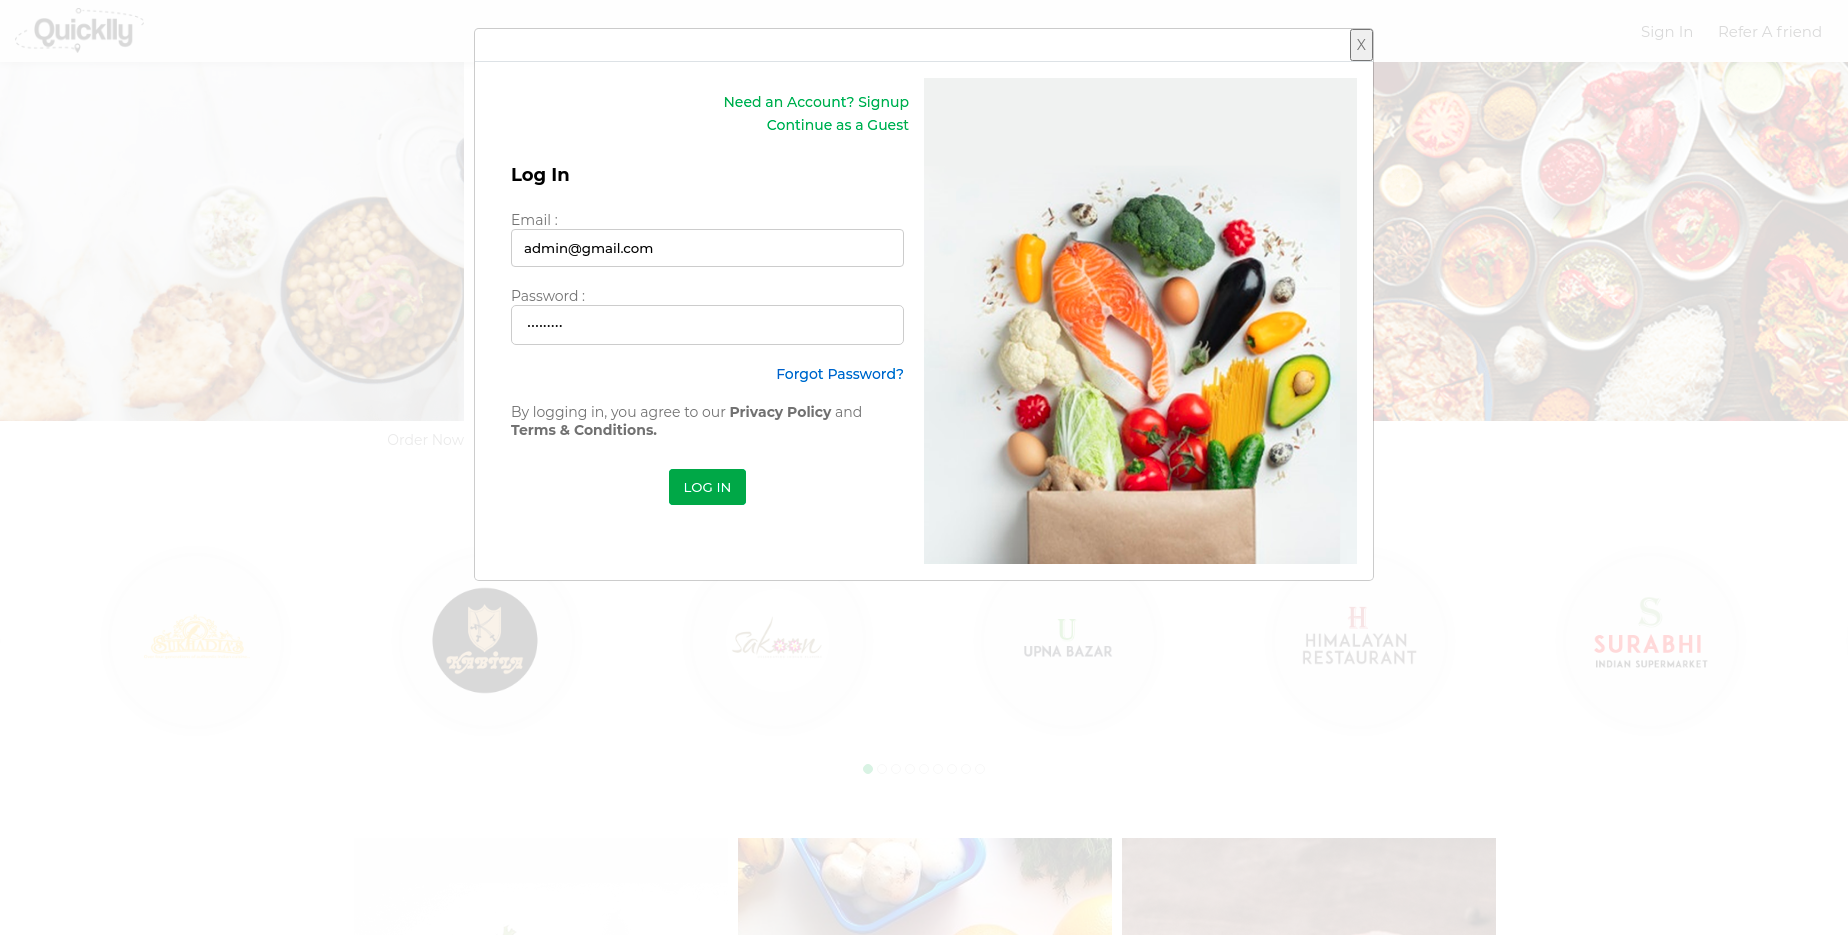 Quicklly
Sign In
Refer A friend
X
Need an Account? Signup
Continue as a Guest
Log In
Email :
admin@gmail.com
Password :
·········
Forgot Password?
By logging in, you agree to our Privacy Policy and
Terms & Conditions.
LOG IN
Order Now
SUKHADIA'S
KABILA
sakoon
U
UPNA BAZAR
H
HIMALAYAN
RESTAURANT
S
SURABHI
INDIAN SUPERMARKET